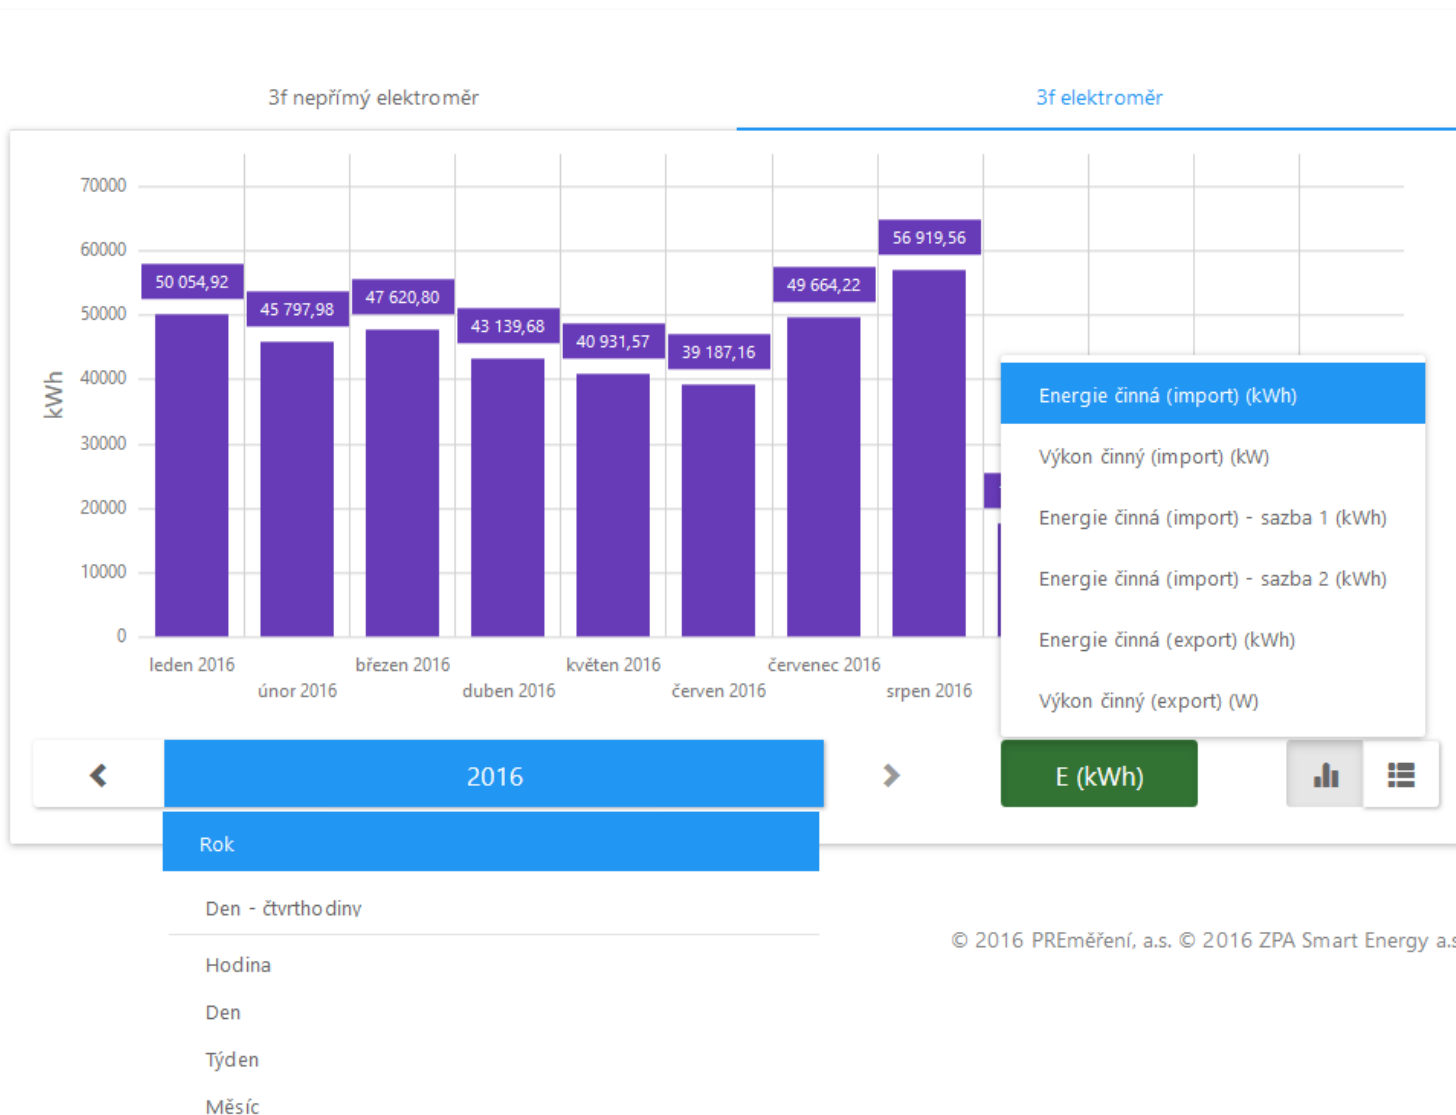 3f nepřímý elektroměr
3f elektroměr
70000
60000
50000
40000
30000
20000
10000
0
kWh
50 054,92
45 797,98
47 620,80
43 139,68
40 931,57
39 187,16
49 664,22
56 919,56
leden 2016
únor 2016
březen 2016
duben 2016
květen 2016
červen 2016
červenec 2016
srpen 2016
Energie činná (import) (kWh)
Výkon činný (import) (kW)
Energie činná (import) - sazba 1 (kWh)
Energie činná (import) - sazba 2 (kWh)
Energie činná (export) (kWh)
Výkon činný (export) (W)
2016
E (kWh)
Rok
Den - čtvrthodiny
Hodina
Den
Týden
Měsíc
© 2016 PREměření, a.s. © 2016 ZPA Smart Energy a.s